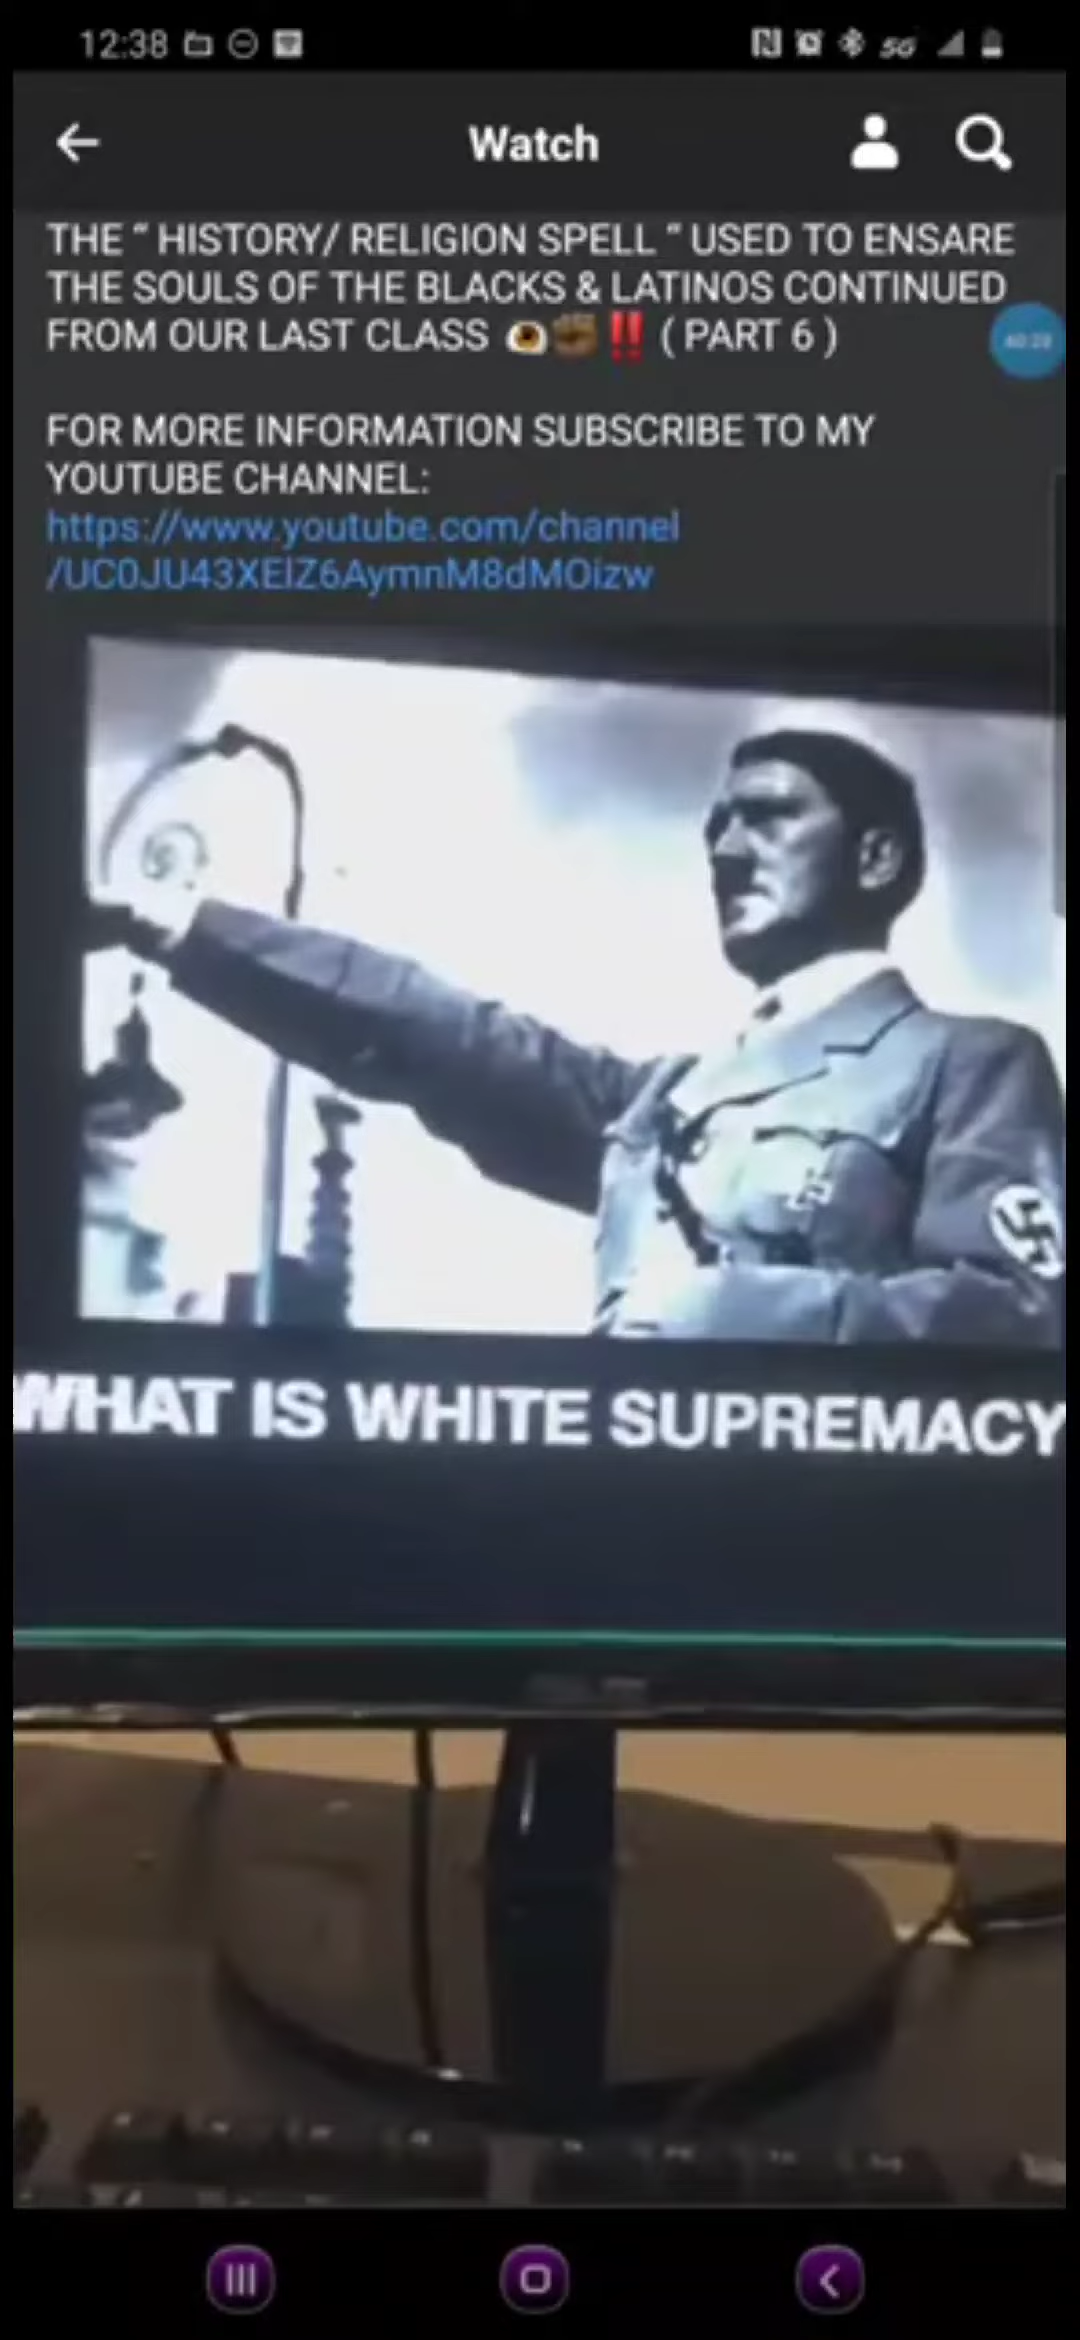 12:38
5G
Watch
THE “ HISTORY/ RELIGION SPELL “ USED TO ENSARE
THE SOULS OF THE BLACKS & LATINOS CONTINUED
FROM OUR LAST CLASS 👁️✊🏾‼️ ( PART 6 )
FOR MORE INFORMATION SUBSCRIBE TO MY
YOUTUBE CHANNEL:
https://www.youtube.com/channel
/UC0JU43XEIZ6AymnM8dMOizw
WHAT IS WHITE SUPREMACY